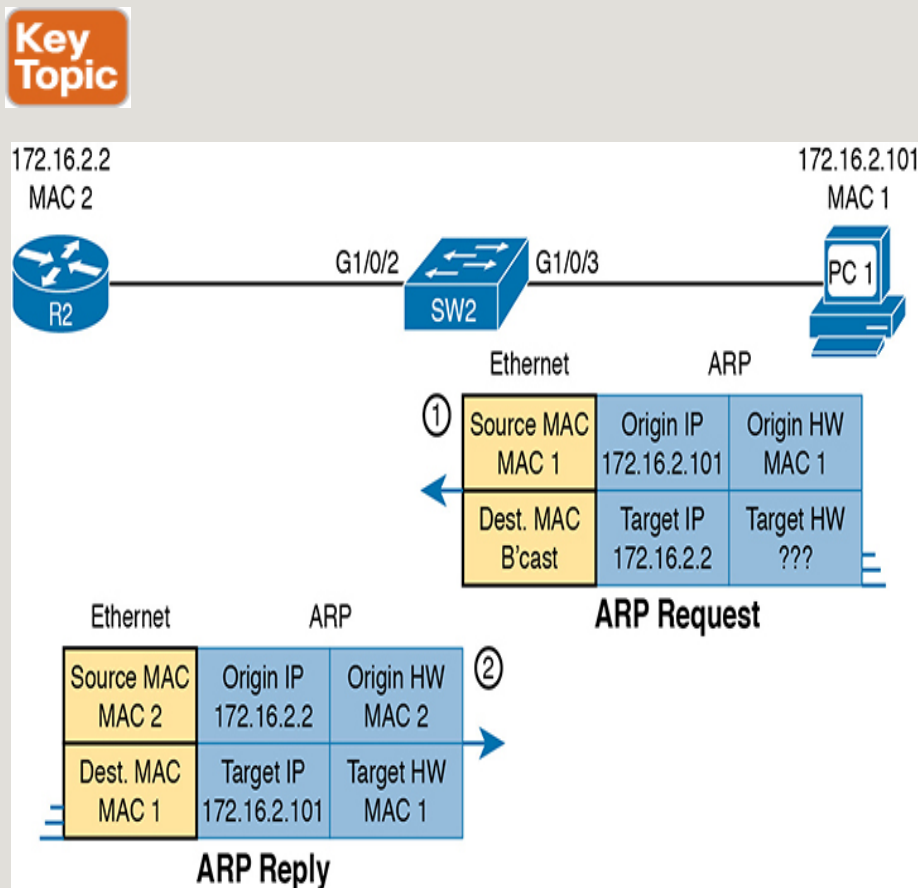 Key
Topic
172.16.2.2
MAC 2
172.16.2.101
MAC 1
R2
G1/0/2
SW2
G1/0/3
PC 1
Ethernet
ARP
1
Source MAC
MAC 1
Origin IP
172.16.2.101
Origin HW
MAC 1
Dest. MAC
B'cast
Target IP
172.16.2.2
Target HW
???
ARP Request
Ethernet
ARP
2
Source MAC
MAC 2
Origin IP
172.16.2.2
Origin HW
MAC 2
Dest. MAC
MAC 1
Target IP
172.16.2.101
Target HW
MAC 1
ARP Reply